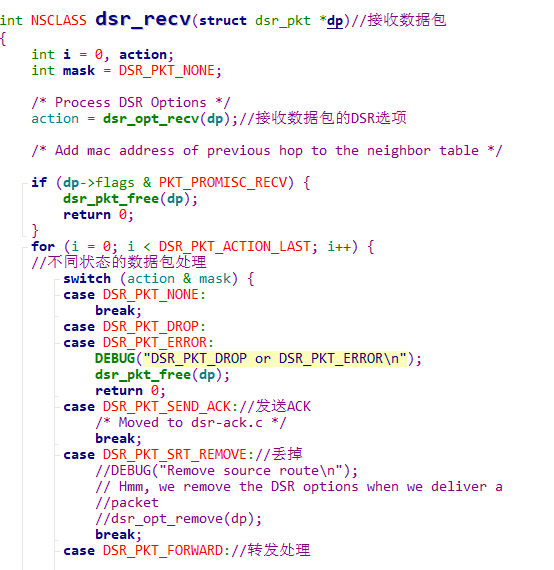 int NSCLASS dsr_recv(struct dsr_pkt *dp)//接收数据包
{
    int i = 0, action;
    int mask = DSR_PKT_NONE;

    /* Process DSR Options */
    action = dsr_opt_recv(dp);//接收数据包的DSR选项

    /* Add mac address of previous hop to the neighbor table */

    if (dp->flags & PKT_PROMISC_RECV) {
        dsr_pkt_free(dp);
        return 0;
    }
    for (i = 0; i < DSR_PKT_ACTION_LAST; i++) {
    //不同状态的数据包处理
        switch (action & mask) {
        case DSR_PKT_NONE:
            break;
        case DSR_PKT_DROP:
        case DSR_PKT_ERROR:
            DEBUG("DSR_PKT_DROP or DSR_PKT_ERROR\n");
            dsr_pkt_free(dp);
            return 0;
        case DSR_PKT_SEND_ACK://发送ACK
            /* Moved to dsr-ack.c */
            break;
        case DSR_PKT_SRT_REMOVE://丢掉
            //DEBUG("Remove source route\n");
            // Hmm, we remove the DSR options when we deliver a
            //packet
            //dsr_opt_remove(dp);
            break;
        case DSR_PKT_FORWARD://转发处理